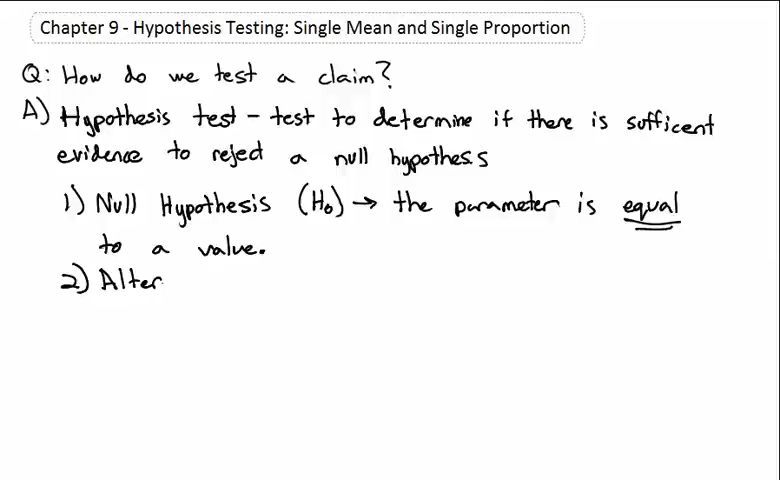 Chapter 9 - Hypothesis Testing: Single Mean and Single Proportion
Q: How do we test a claim?
A) Hypothesis test - test to determine if there is sufficent
evidence to reject a null hypothess
1) Null Hypothesis (H₀) → the parameter is equal
to a value.
2) Alter